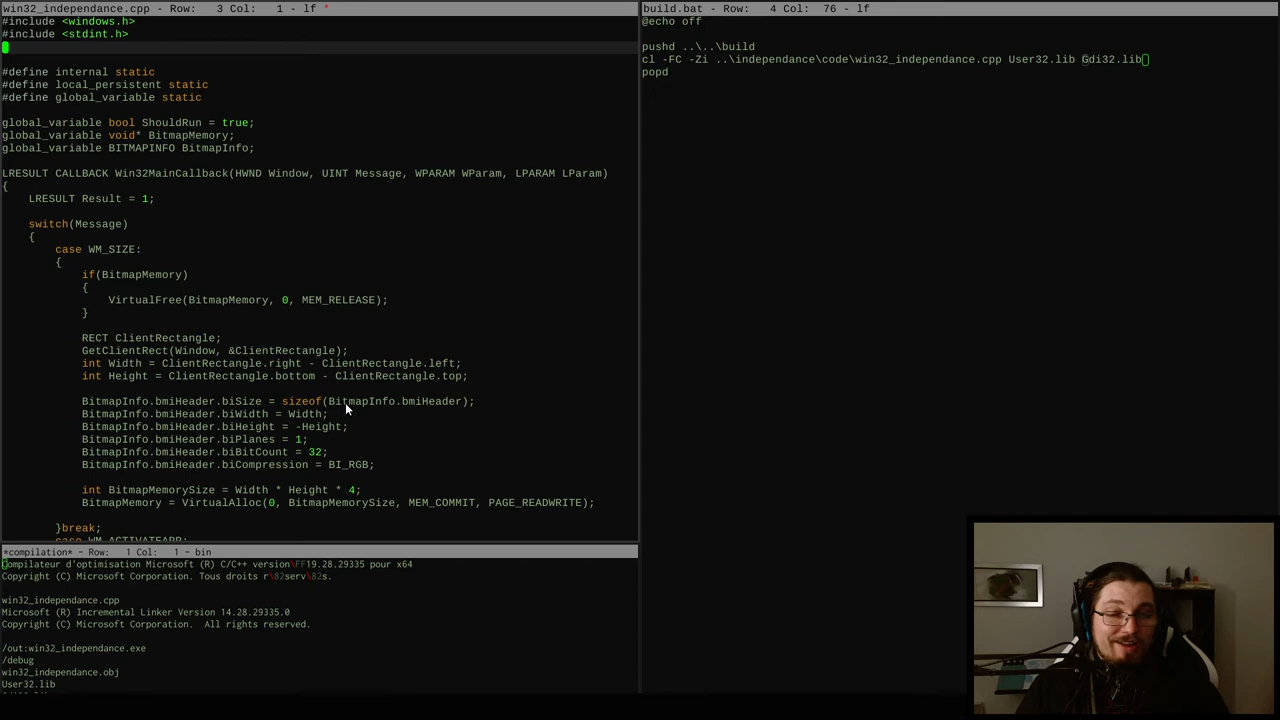 win32_independance.cpp - Row:   3 Col:   1 - lf *
#include <windows.h>
#include <stdint.h>
#define internal static
#define local_persistent static
#define global_variable static
global_variable bool ShouldRun = true;
global_variable void* BitmapMemory;
global_variable BITMAPINFO BitmapInfo;
LRESULT CALLBACK Win32MainCallback(HWND Window, UINT Message, WPARAM WParam, LPARAM LParam)
{
    LRESULT Result = 1;
    switch(Message)
    {
        case WM_SIZE:
        {
            if(BitmapMemory)
            {
                VirtualFree(BitmapMemory, 0, MEM_RELEASE);
            }
            RECT ClientRectangle;
            GetClientRect(Window, &ClientRectangle);
            int Width = ClientRectangle.right - ClientRectangle.left;
            int Height = ClientRectangle.bottom - ClientRectangle.top;
            BitmapInfo.bmiHeader.biSize = sizeof(BitmapInfo.bmiHeader);
            BitmapInfo.bmiHeader.biWidth = Width;
            BitmapInfo.bmiHeader.biHeight = -Height;
            BitmapInfo.bmiHeader.biPlanes = 1;
            BitmapInfo.bmiHeader.biBitCount = 32;
            BitmapInfo.bmiHeader.biCompression = BI_RGB;
            int BitmapMemorySize = Width * Height * 4;
            BitmapMemory = VirtualAlloc(0, BitmapMemorySize, MEM_COMMIT, PAGE_READWRITE);
        }break;
        case WM_ACTIVATEAPP:
*compilation* - Row:   1 Col:   1 - bin
Compilateur d'optimisation Microsoft (R) C/C++ version\FF19.28.29335 pour x64
Copyright (C) Microsoft Corporation. Tous droits r\82serv\82s.
win32_independance.cpp
Microsoft (R) Incremental Linker Version 14.28.29335.0
Copyright (C) Microsoft Corporation.  All rights reserved.
/out:win32_independance.exe
/debug
win32_independance.obj
User32.lib
build.bat - Row:   4 Col:  76 - lf
@echo off
pushd ..\..\build
cl -FC -Zi ..\independance\code\win32_independance.cpp User32.lib Gdi32.lib
popd